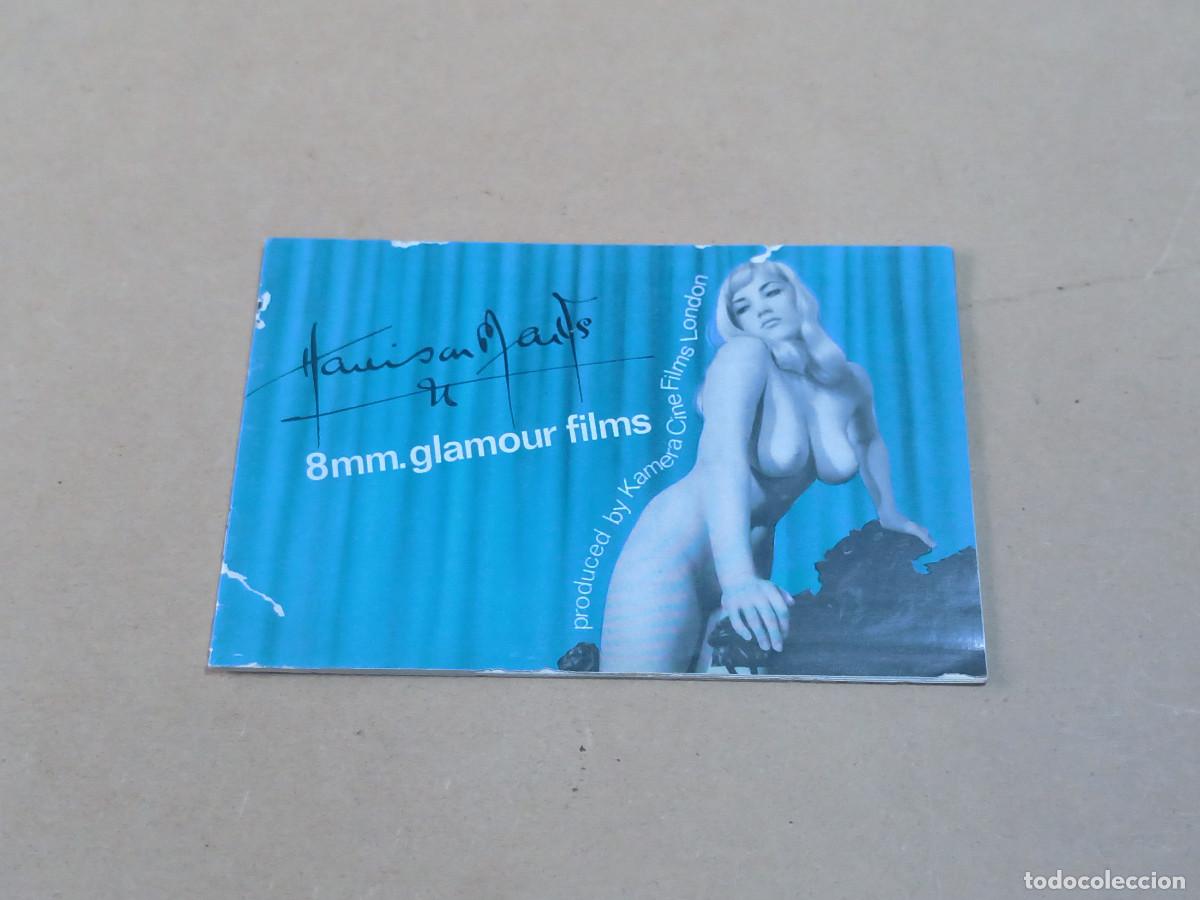 Harrison Marks
8mm. glamour films
produced by Kamera Cine Films London
todocoleccion